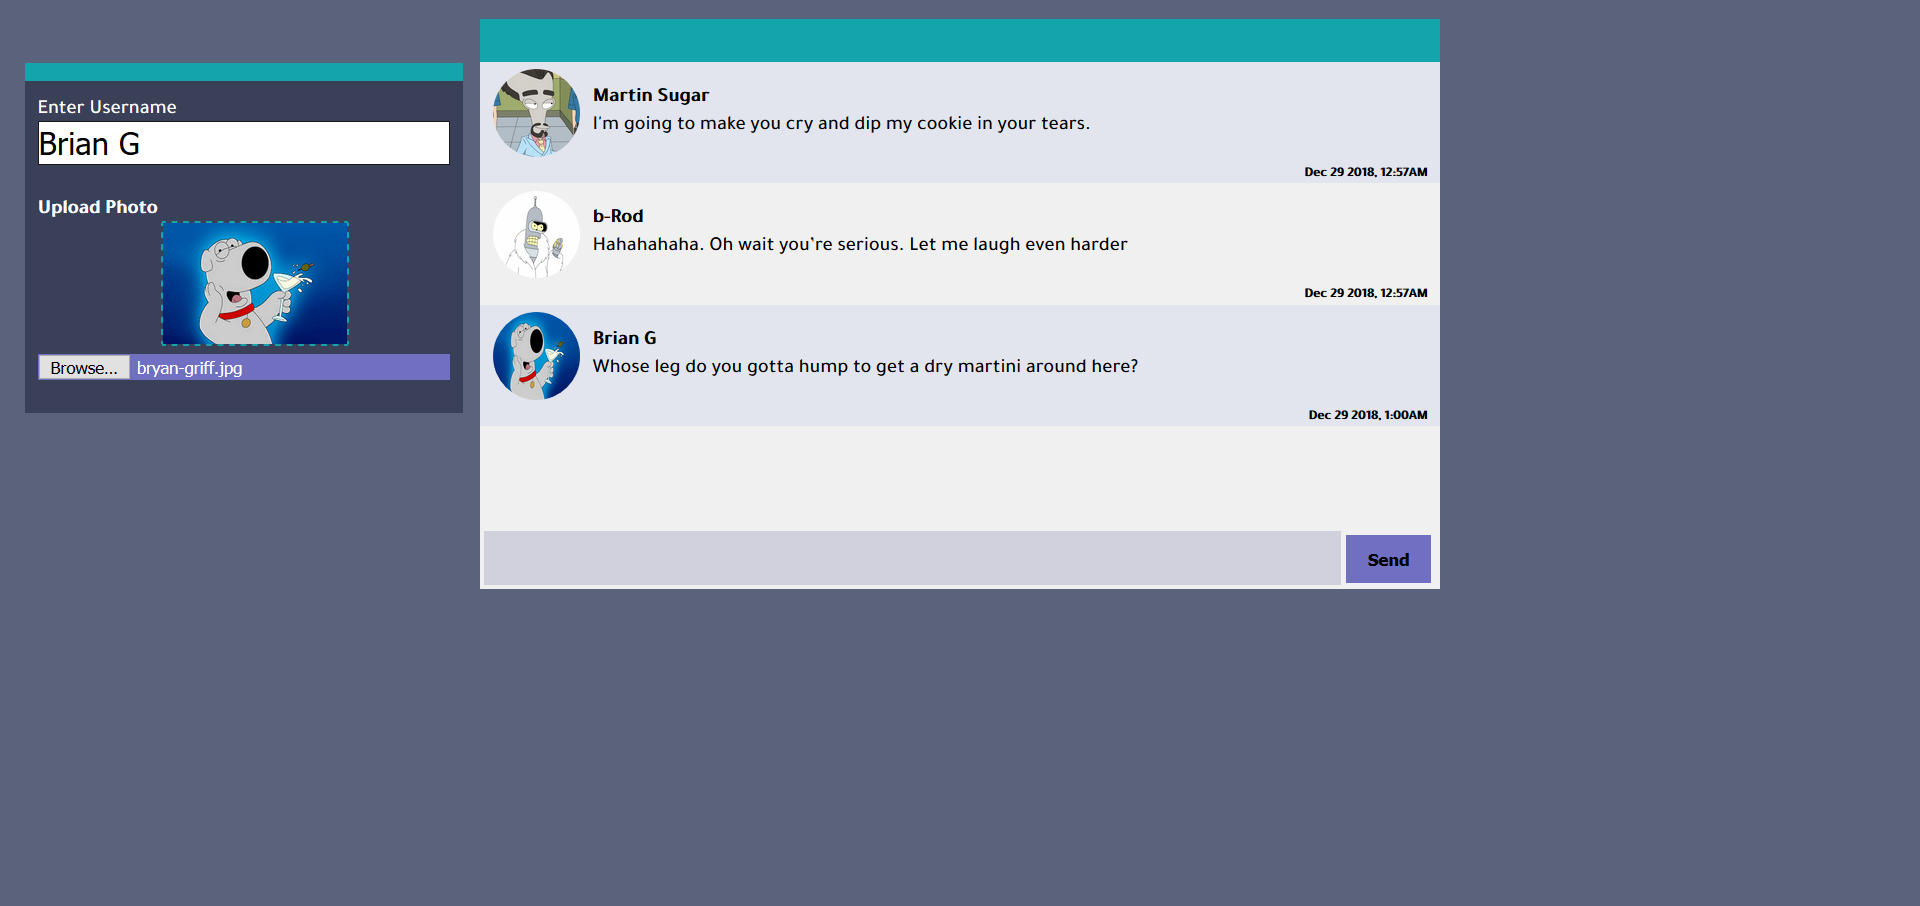 Enter Username
Brian G
Upload Photo
Browse... bryan-griff.jpg
Martin Sugar
I'm going to make you cry and dip my cookie in your tears.
Dec 29 2018, 12:57AM
b-Rod
Hahahahaha. Oh wait you're serious. Let me laugh even harder
Dec 29 2018, 12:57AM
Brian G
Whose leg do you gotta hump to get a dry martini around here?
Dec 29 2018, 1:00AM
Send